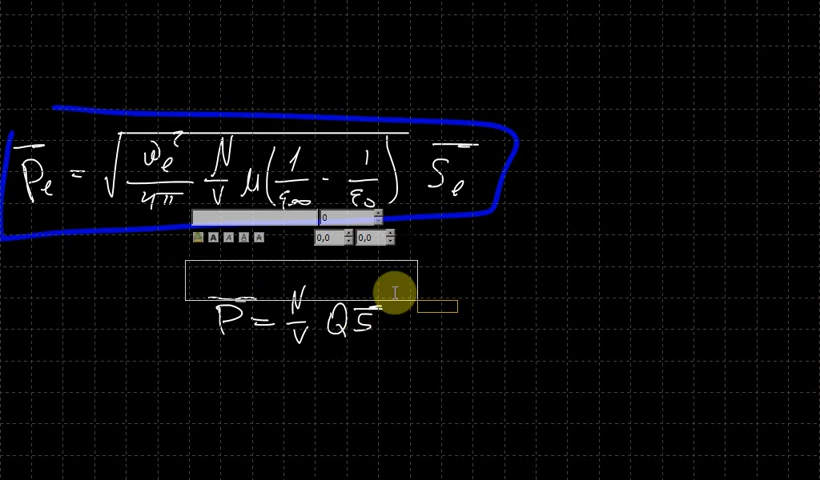 P̅ₑ = √(ωₑ²/4π N/V μ(1/ε∞ - 1/ε₀)) S̅ₑ
0
A A A A
0,0 0,0
P̅ = N/V Q S̅